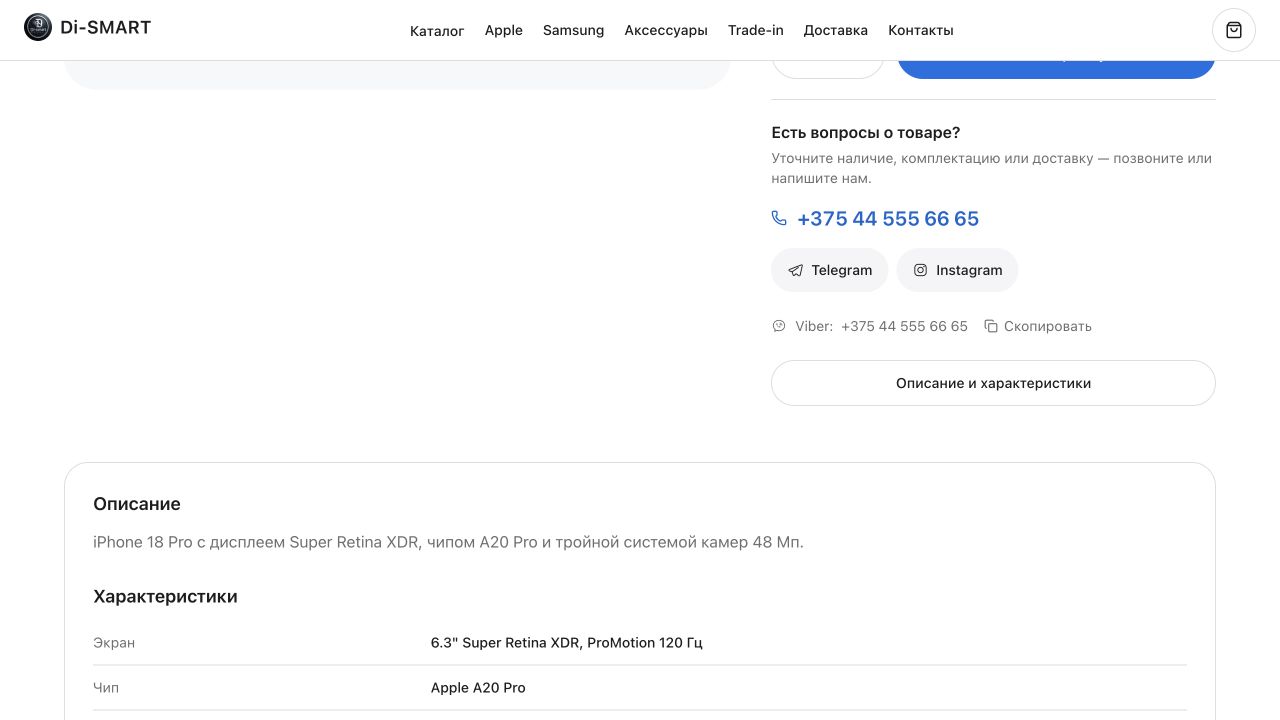 Di-SMART
Каталог
Apple
Samsung
Аксессуары
Trade-in
Доставка
Контакты
Есть вопросы о товаре?
Уточните наличие, комплектацию или доставку — позвоните или
напишите нам.
+375 44 555 66 65
Telegram
Instagram
Viber: +375 44 555 66 65
Скопировать
Описание и характеристики
Описание
iPhone 18 Pro с дисплеем Super Retina XDR, чипом A20 Pro и тройной системой камер 48 Мп.
Характеристики
Экран
6.3" Super Retina XDR, ProMotion 120 Гц
Чип
Apple A20 Pro